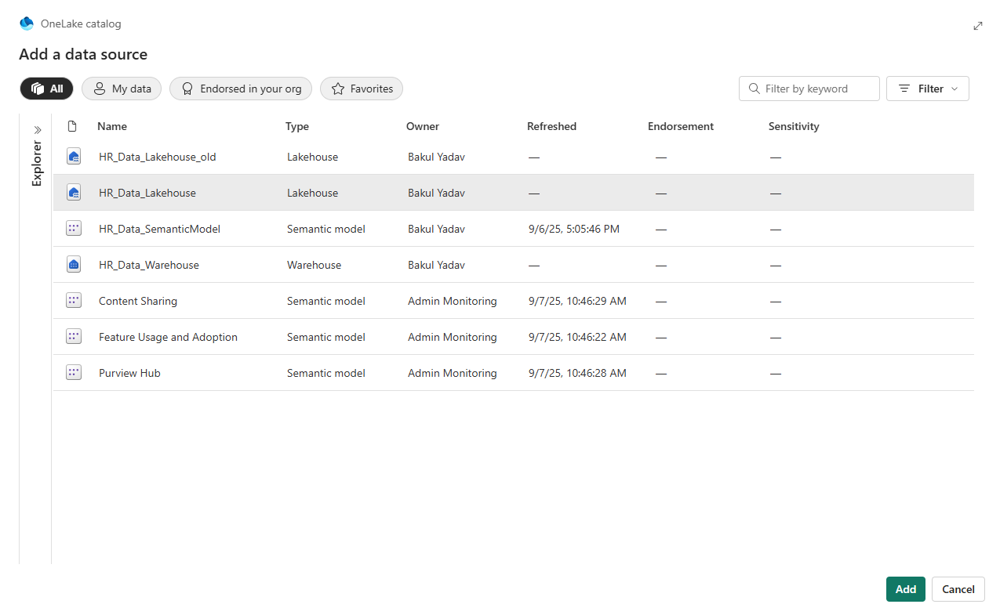 OneLake catalog
Add a data source
All My data Endorsed in your org Favorites Filter by keyword Filter
Explorer
Name Type Owner Refreshed Endorsement Sensitivity
HR_Data_Lakehouse_old Lakehouse Bakul Yadav — — —
HR_Data_Lakehouse Lakehouse Bakul Yadav — — —
HR_Data_SemanticModel Semantic model Bakul Yadav 9/6/25, 5:05:46 PM — —
HR_Data_Warehouse Warehouse Bakul Yadav — — —
Content Sharing Semantic model Admin Monitoring 9/7/25, 10:46:29 AM — —
Feature Usage and Adoption Semantic model Admin Monitoring 9/7/25, 10:46:22 AM — —
Purview Hub Semantic model Admin Monitoring 9/7/25, 10:46:28 AM — —
Add Cancel